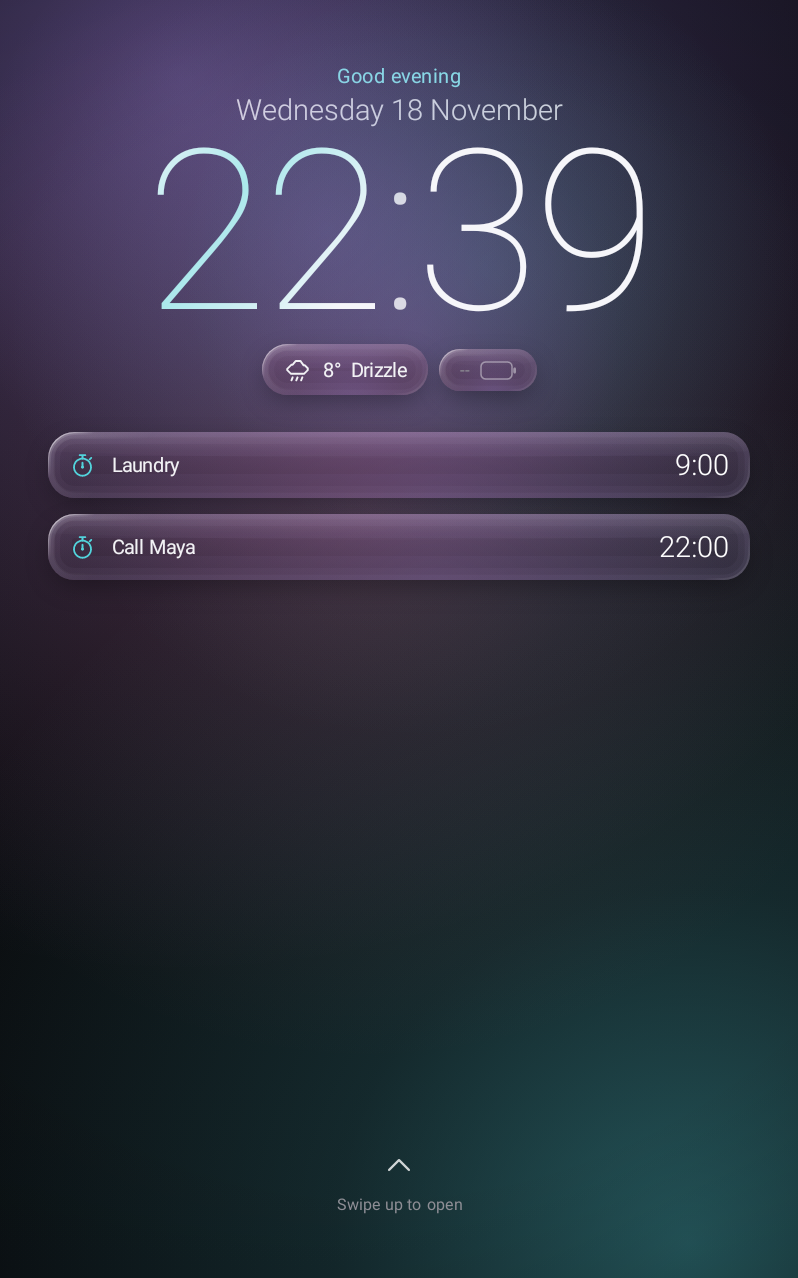 Good evening
Wednesday 18 November
22:39
8° Drizzle
--
Laundry 9:00
Call Maya 22:00
Swipe up to open